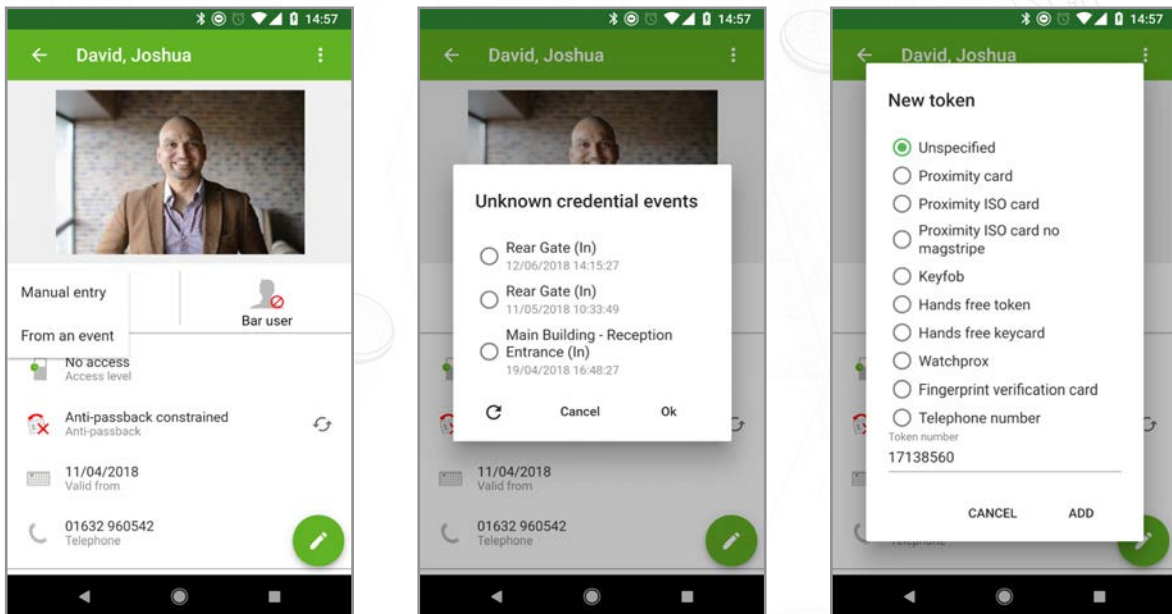 14:57
David, Joshua
Manual entry
From an event
Bar user
No access
Access level
Anti-passback constrained
Anti-passback
11/04/2018
Valid from
01632 960542
Telephone
14:57
David, Joshua
Unknown credential events
Rear Gate (In)
12/06/2018 14:15:27
Rear Gate (In)
11/05/2018 10:33:49
Main Building - Reception
Entrance (In)
19/04/2018 16:48:27
Cancel Ok
11/04/2018
Valid from
01632 960542
Telephone
14:57
David, Joshua
New token
Unspecified
Proximity card
Proximity ISO card
Proximity ISO card no
magstripe
Keyfob
Hands free token
Hands free keycard
Watchprox
Fingerprint verification card
Telephone number
Token number
17138560
CANCEL ADD